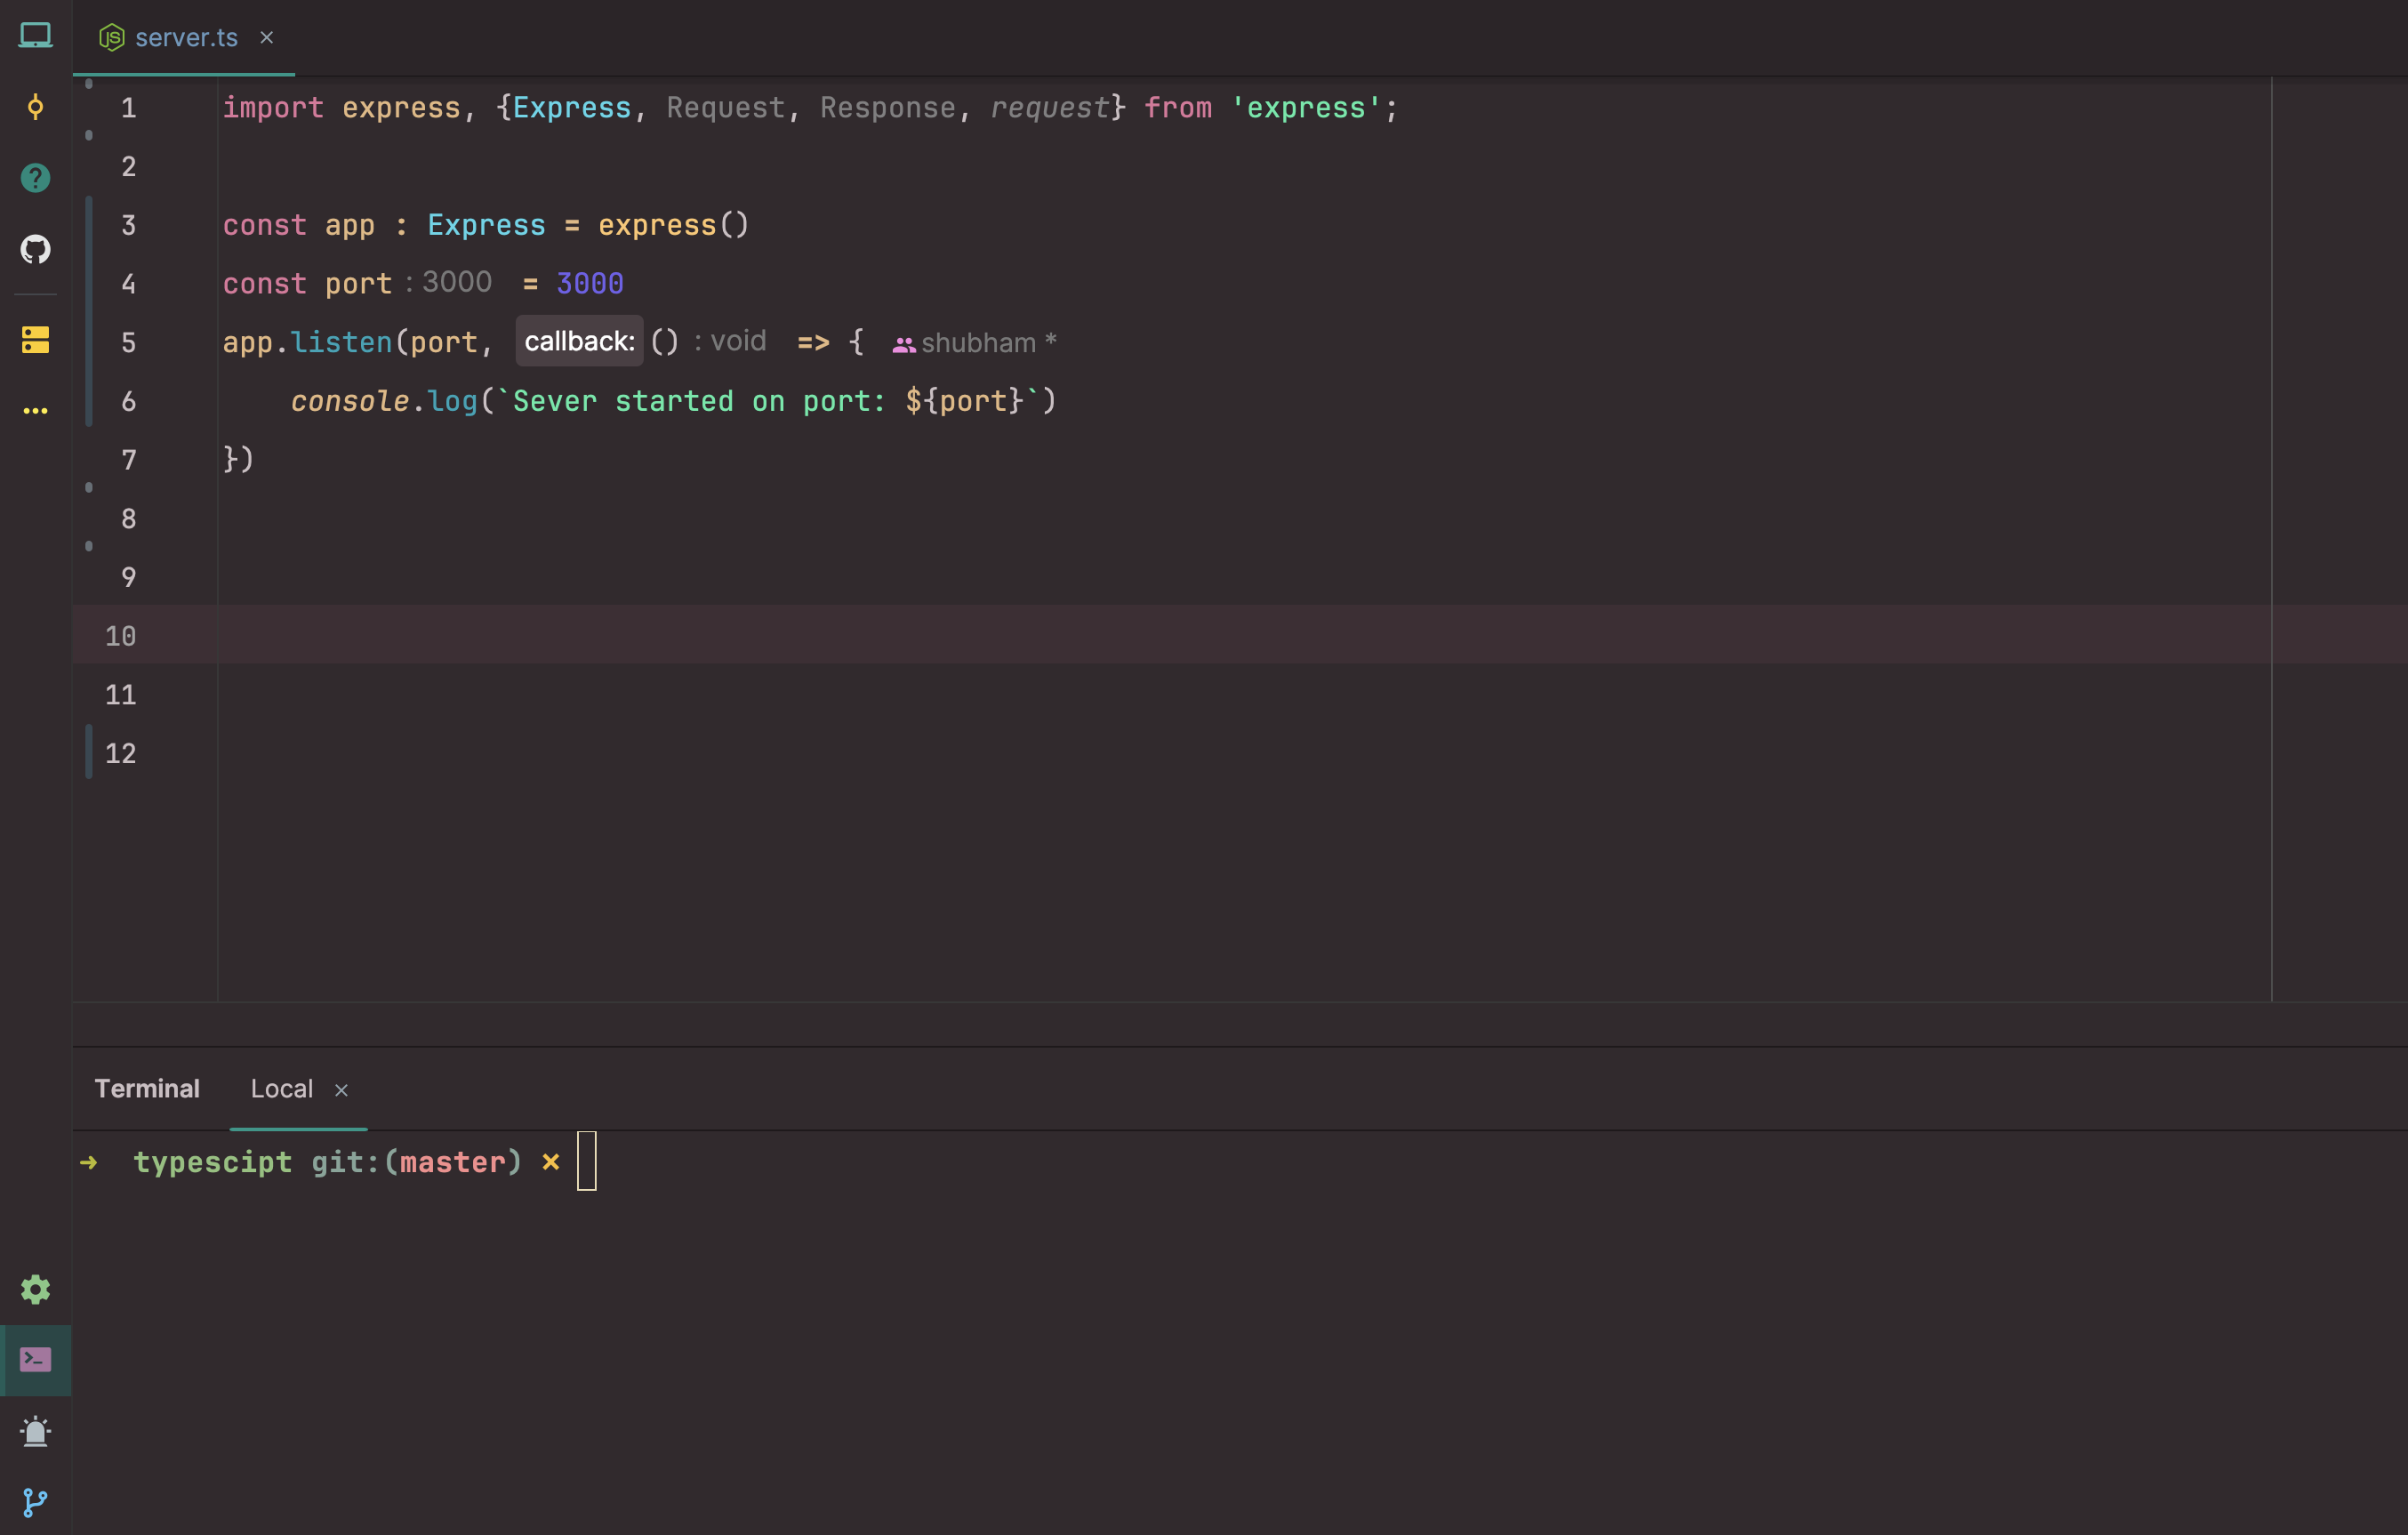 server.ts ×
1 import express, {Express, Request, Response, request} from 'express';
2
3 const app : Express = express()
4 const port : 3000 = 3000
5 app.listen(port, callback: () : void => { shubham *
6 console.log(`Sever started on port: ${port}`)
7 })
8
9
10
11
12
Terminal Local ×
➜ typescipt git:(master) ✗